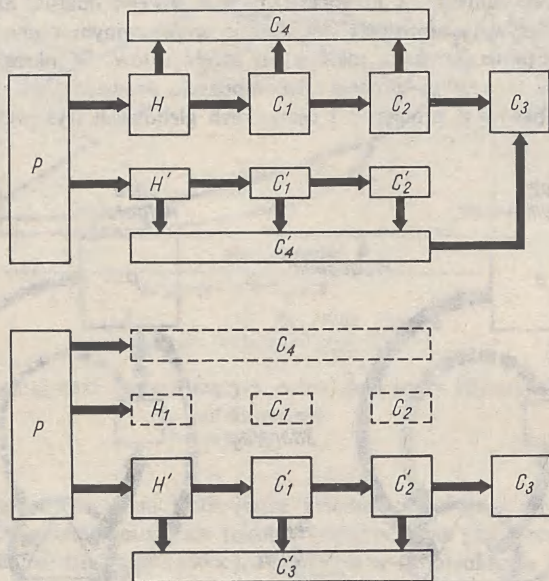 C₄
P H C₁ C₂ C₃
H' C'₁ C'₂
C'₄
C₄
P H₁ C₁ C₂
H' C'₁ C'₂ C₃
C'₃